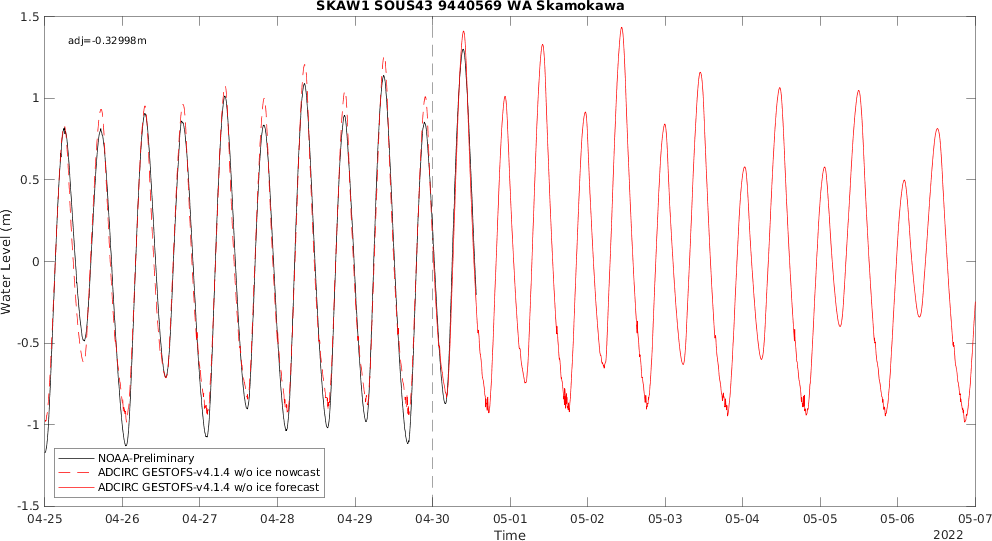 SKAW1 SOUS43 9440569 WA Skamokawa
adj=-0.32998m
1.5
1
0.5
0
-0.5
-1
-1.5
Water Level (m)
NOAA-Preliminary
ADCIRC GESTOFS-v4.1.4 w/o ice nowcast
ADCIRC GESTOFS-v4.1.4 w/o ice forecast
04-25 04-26 04-27 04-28 04-29 04-30 05-01 05-02 05-03 05-04 05-05 05-06 05-07
Time
2022